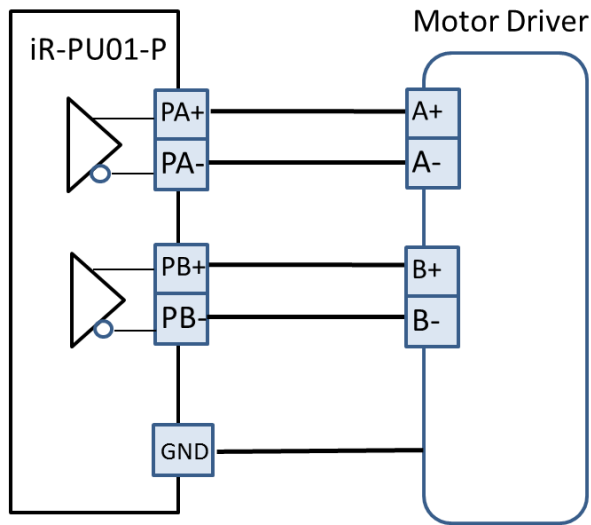 Motor Driver
iR-PU01-P
PA+
A+
PA-
A-
PB+
B+
PB-
B-
GND